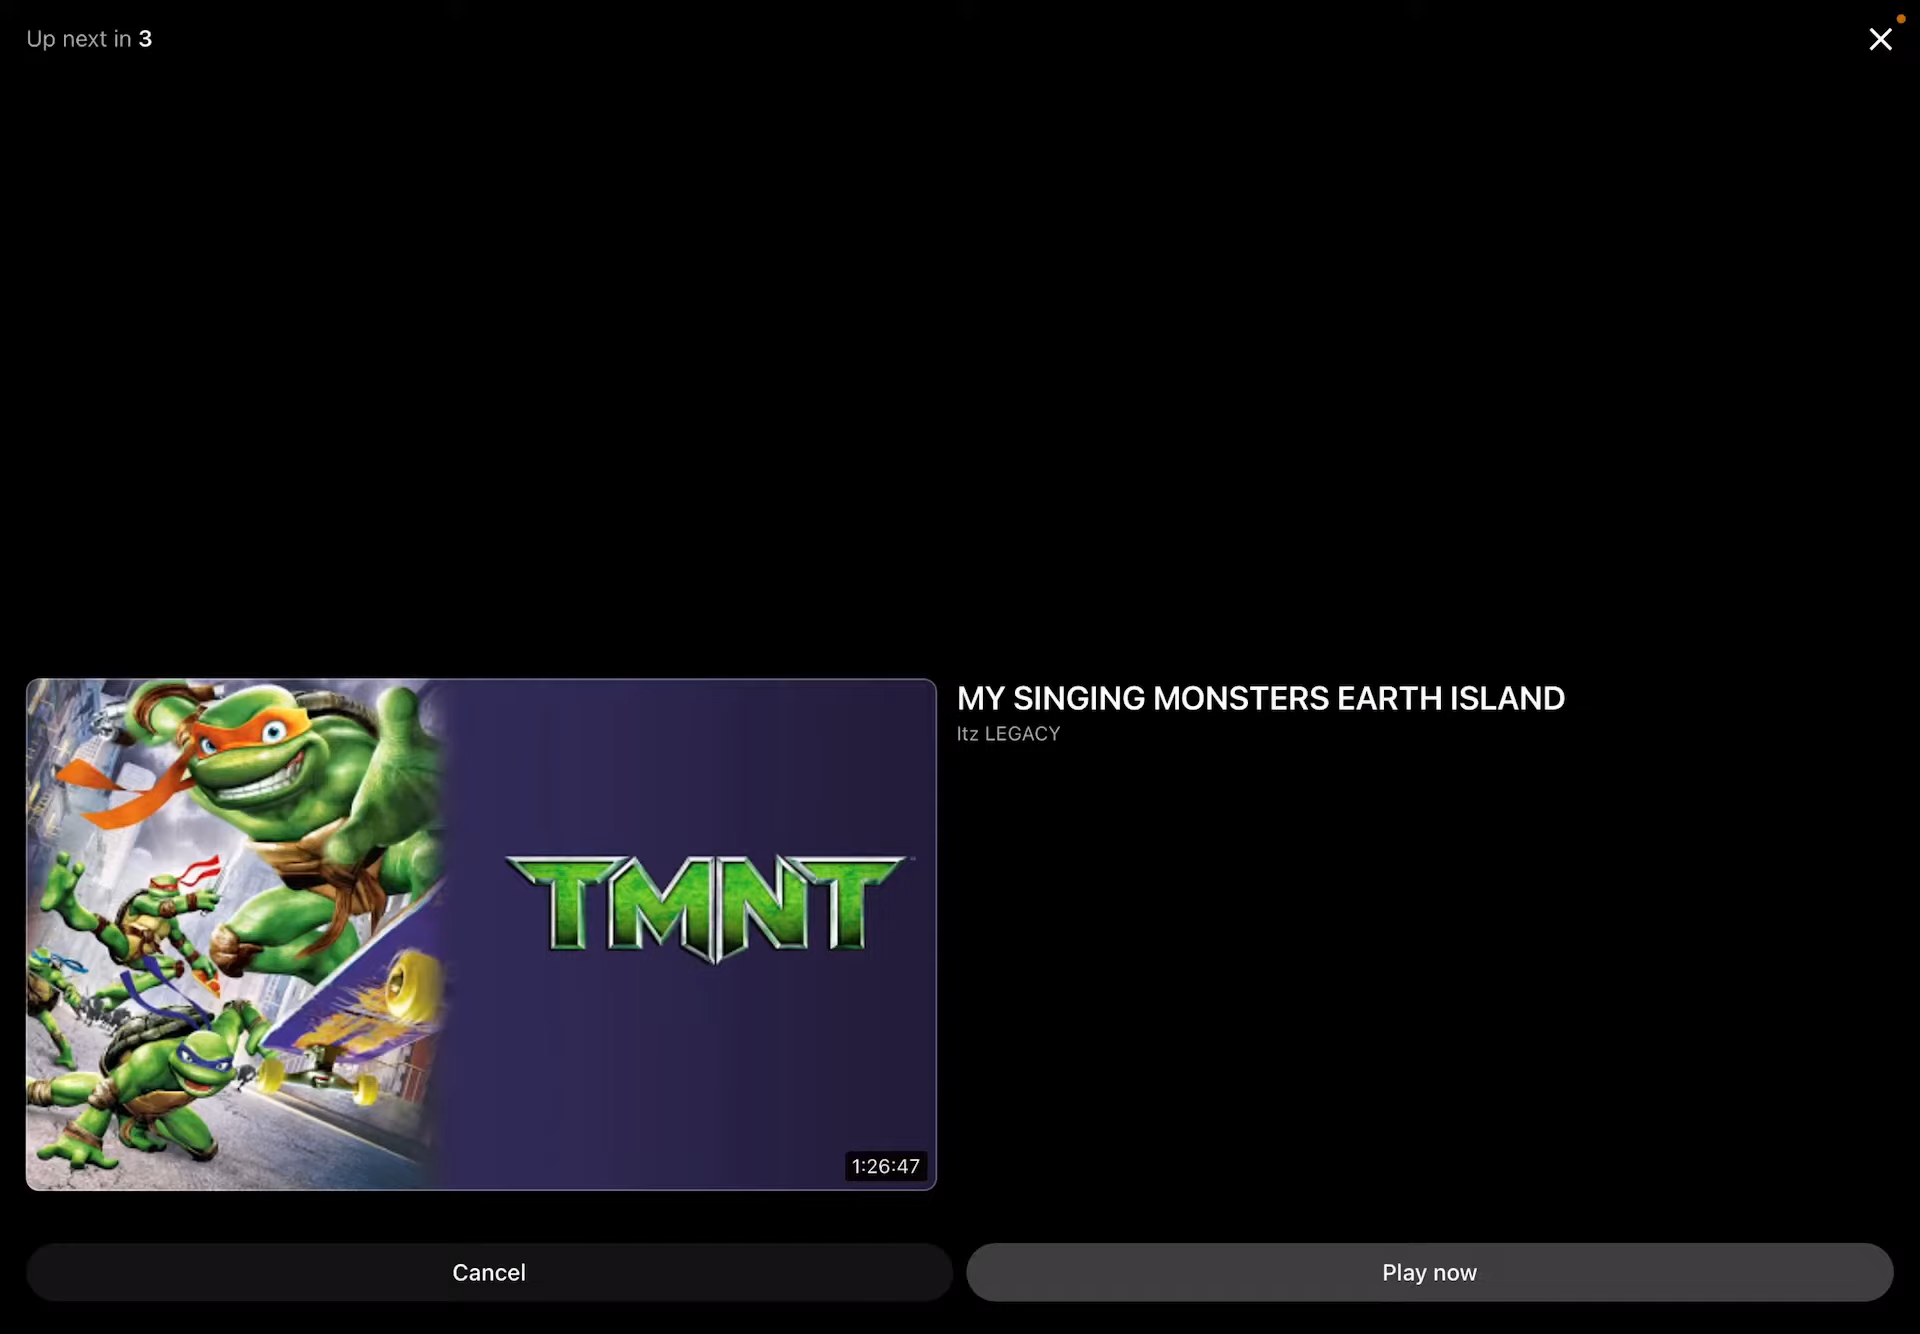 Up next in 3
MY SINGING MONSTERS EARTH ISLAND
Itz LEGACY
TMNT
1:26:47
Cancel
Play now